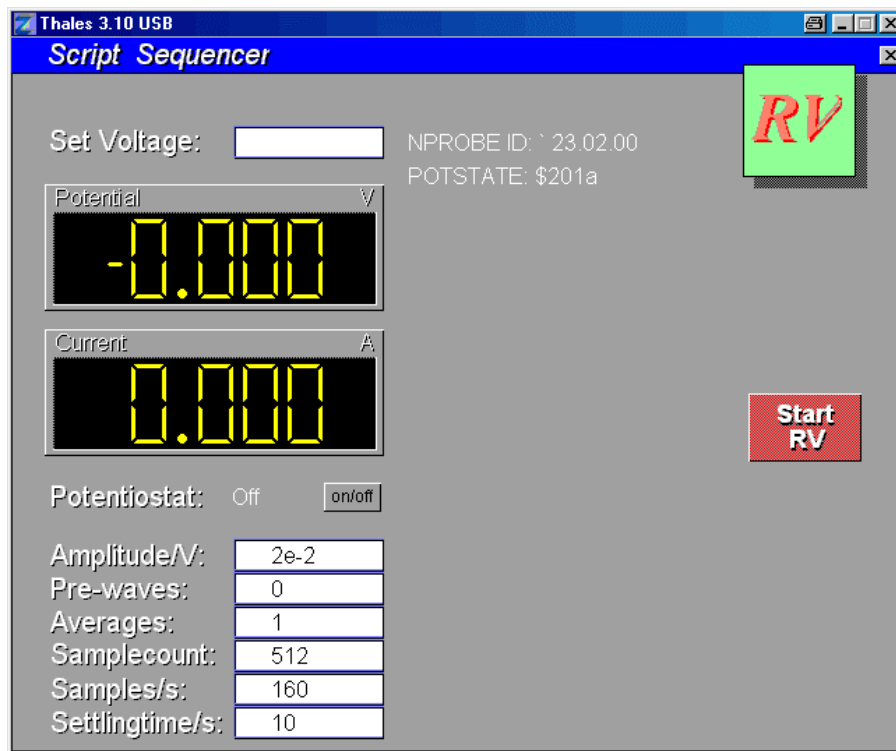 Thales 3.10 USB
Script Sequencer
RV
Set Voltage:
NPROBE ID: ` 23.02.00
POTSTATE: $201a
Potential V
-0.000
Current A
0.000
Start
RV
Potentiostat: Off on/off
Amplitude/V: 2e-2
Pre-waves: 0
Averages: 1
Samplecount: 512
Samples/s: 160
Settlingtime/s: 10